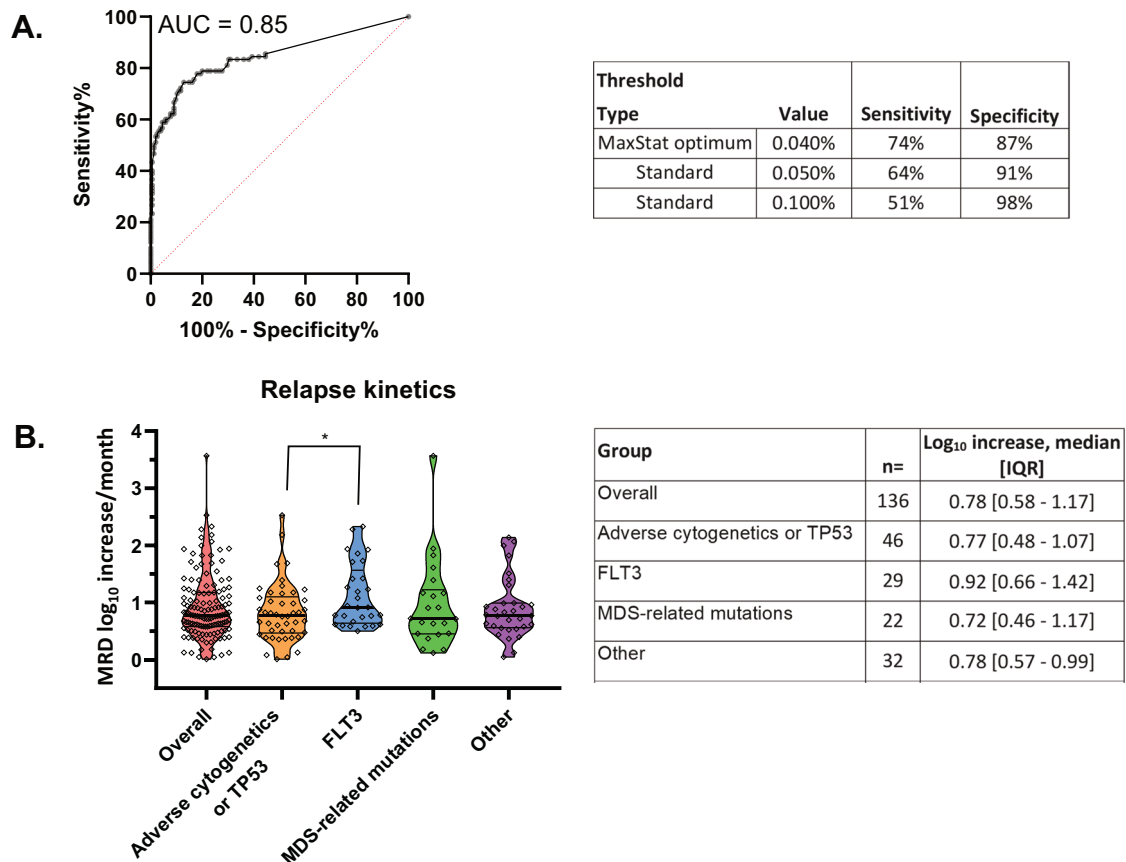 A.
AUC = 0.85
100
80
60
40
20
0
Sensitivity%
0 20 40 60 80 100
100% - Specificity%
Threshold
Type Value Sensitivity Specificity
MaxStat optimum 0.040% 74% 87%
Standard 0.050% 64% 91%
Standard 0.100% 51% 98%
B.
Relapse kinetics
4
3
2
1
0
MRD log₁₀ increase/month
*
Overall
Adverse cytogenetics
or TP53
FLT3
MDS-related mutations
Other
Group n= Log₁₀ increase, median
[IQR]
Overall 136 0.78 [0.58 - 1.17]
Adverse cytogenetics or TP53 46 0.77 [0.48 - 1.07]
FLT3 29 0.92 [0.66 - 1.42]
MDS-related mutations 22 0.72 [0.46 - 1.17]
Other 32 0.78 [0.57 - 0.99]